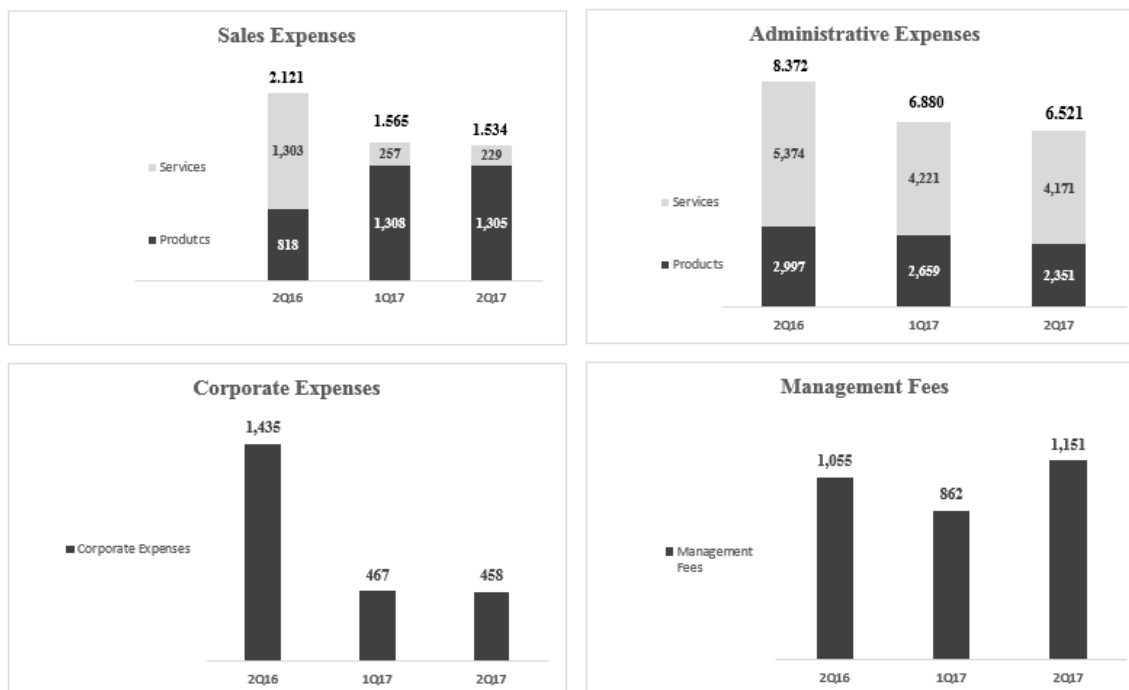 Sales Expenses
2.121
1.565
1.534
1,303
257
229
Services
1,308
1,305
Produtcs
818
2Q16
1Q17
2Q17
Administrative Expenses
8.372
6.880
6.521
5,374
4,221
4,171
Services
Products
2,997
2,659
2,351
2Q16
1Q17
2Q17
Corporate Expenses
1,435
Corporate Expenses
467
458
2Q16
1Q17
2Q17
Management Fees
1,055
862
1,151
Management
Fees
2Q16
1Q17
2Q17